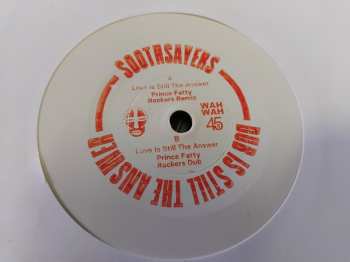 SOOTHSAYERS
A
Love Is Still The Answer
Prince Fatty
Rockers Remix
WAH
WAH
45
B
Love Is Still The Answer
Prince Fatty
Rockers Dub
DUB IS STILL THE ANSWER